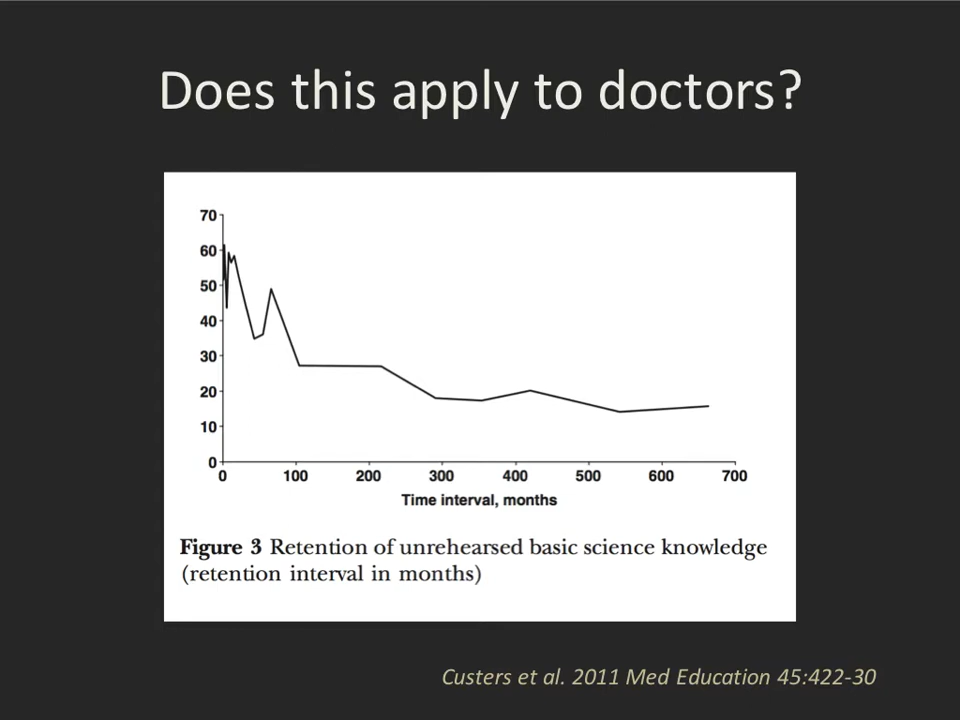 Does this apply to doctors?
70
60
50
40
30
20
10
0
0 100 200 300 400 500 600 700
Time interval, months
Figure 3 Retention of unrehearsed basic science knowledge
(retention interval in months)
Custers et al. 2011 Med Education 45:422-30